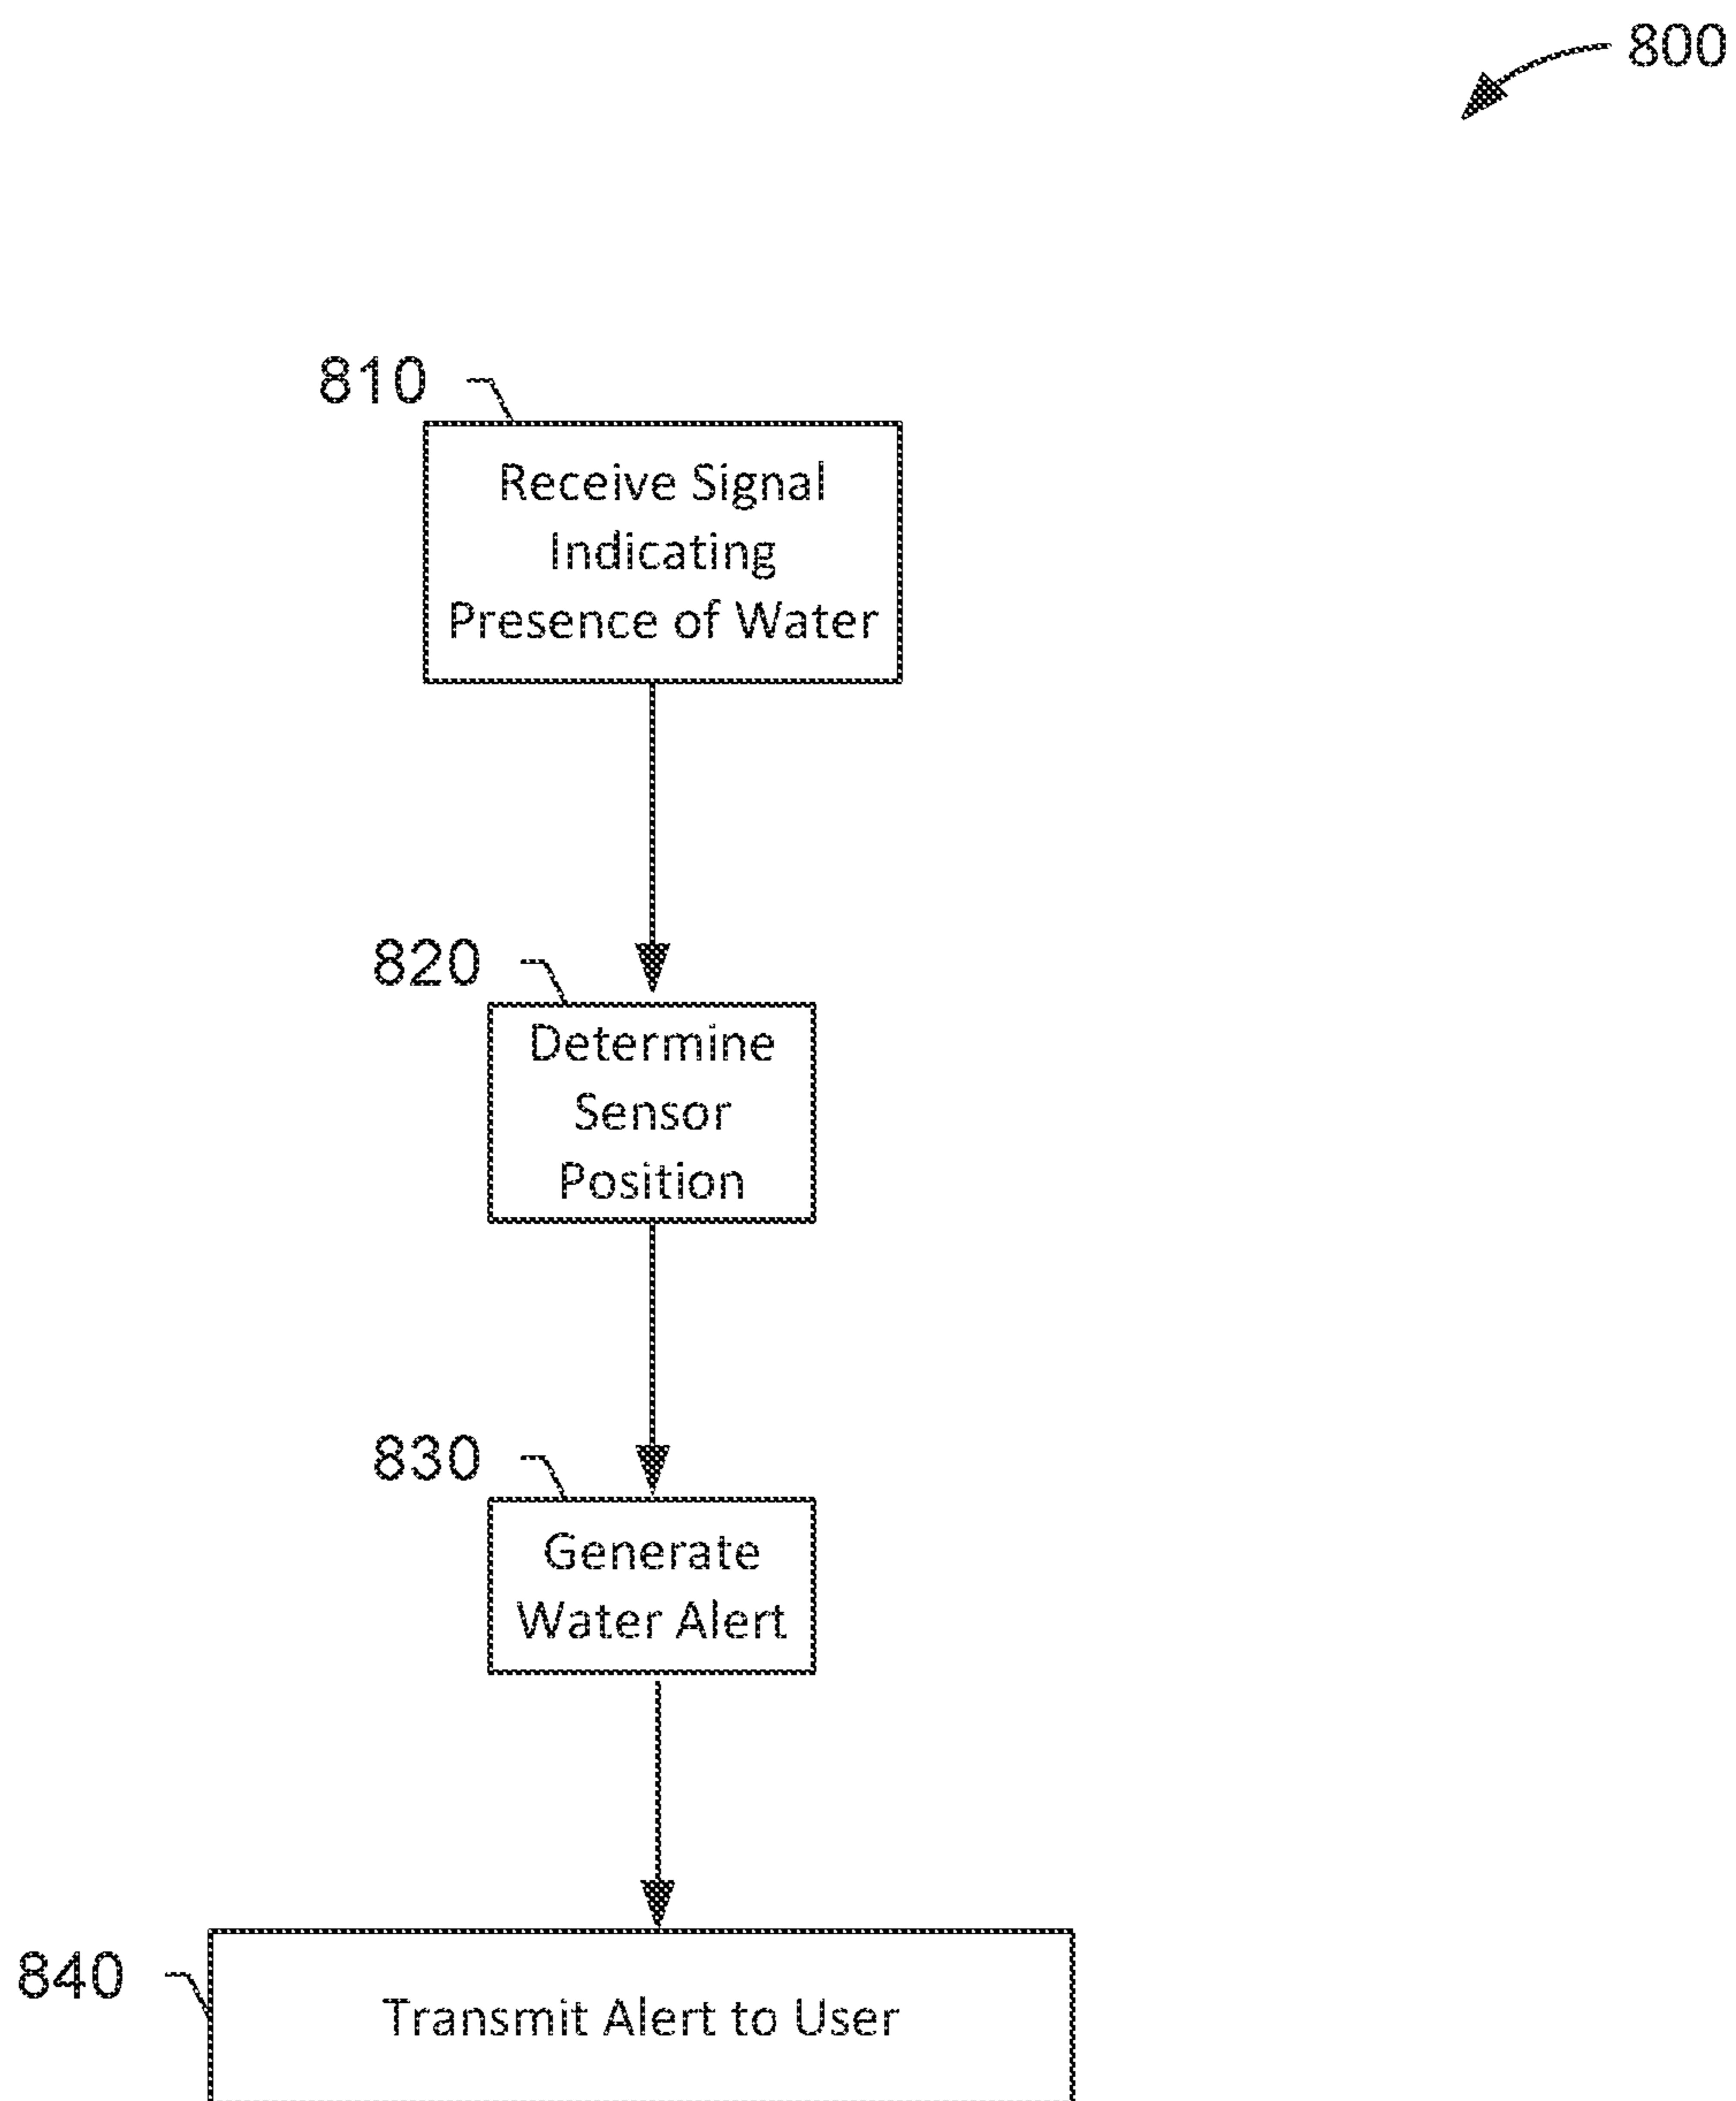 800
810
Receive Signal
Indicating
Presence of Water
820
Determine
Sensor
Position
830
Generate
Water Alert
840
Transmit Alert to User